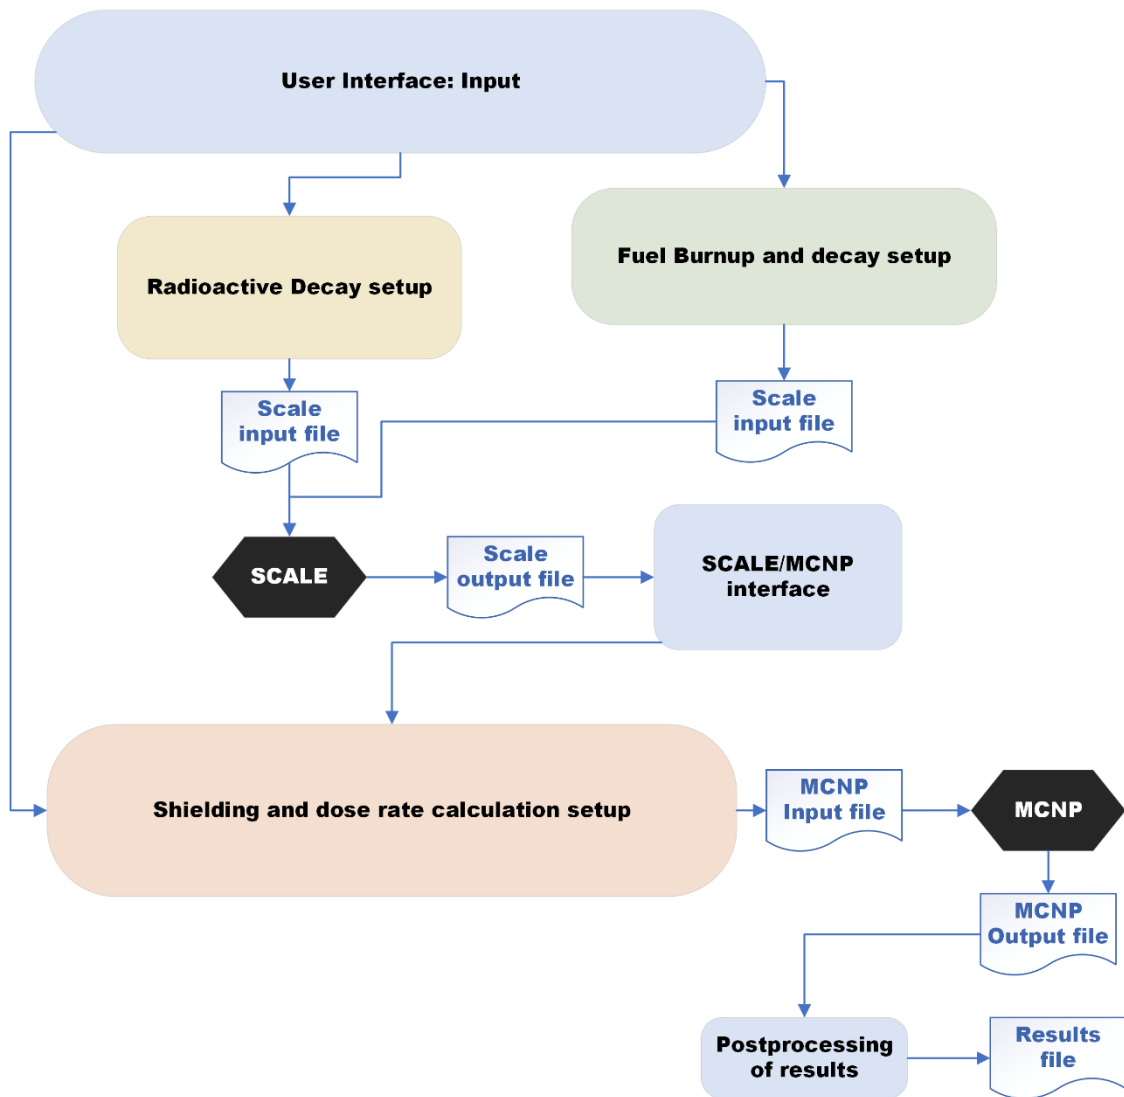 User Interface: Input
Radioactive Decay setup
Fuel Burnup and decay setup
Scale
input file
Scale
input file
SCALE
Scale
output file
SCALE/MCNP
interface
Shielding and dose rate calculation setup
MCNP
Input file
MCNP
MCNP
Output file
Postprocessing
of results
Results
file